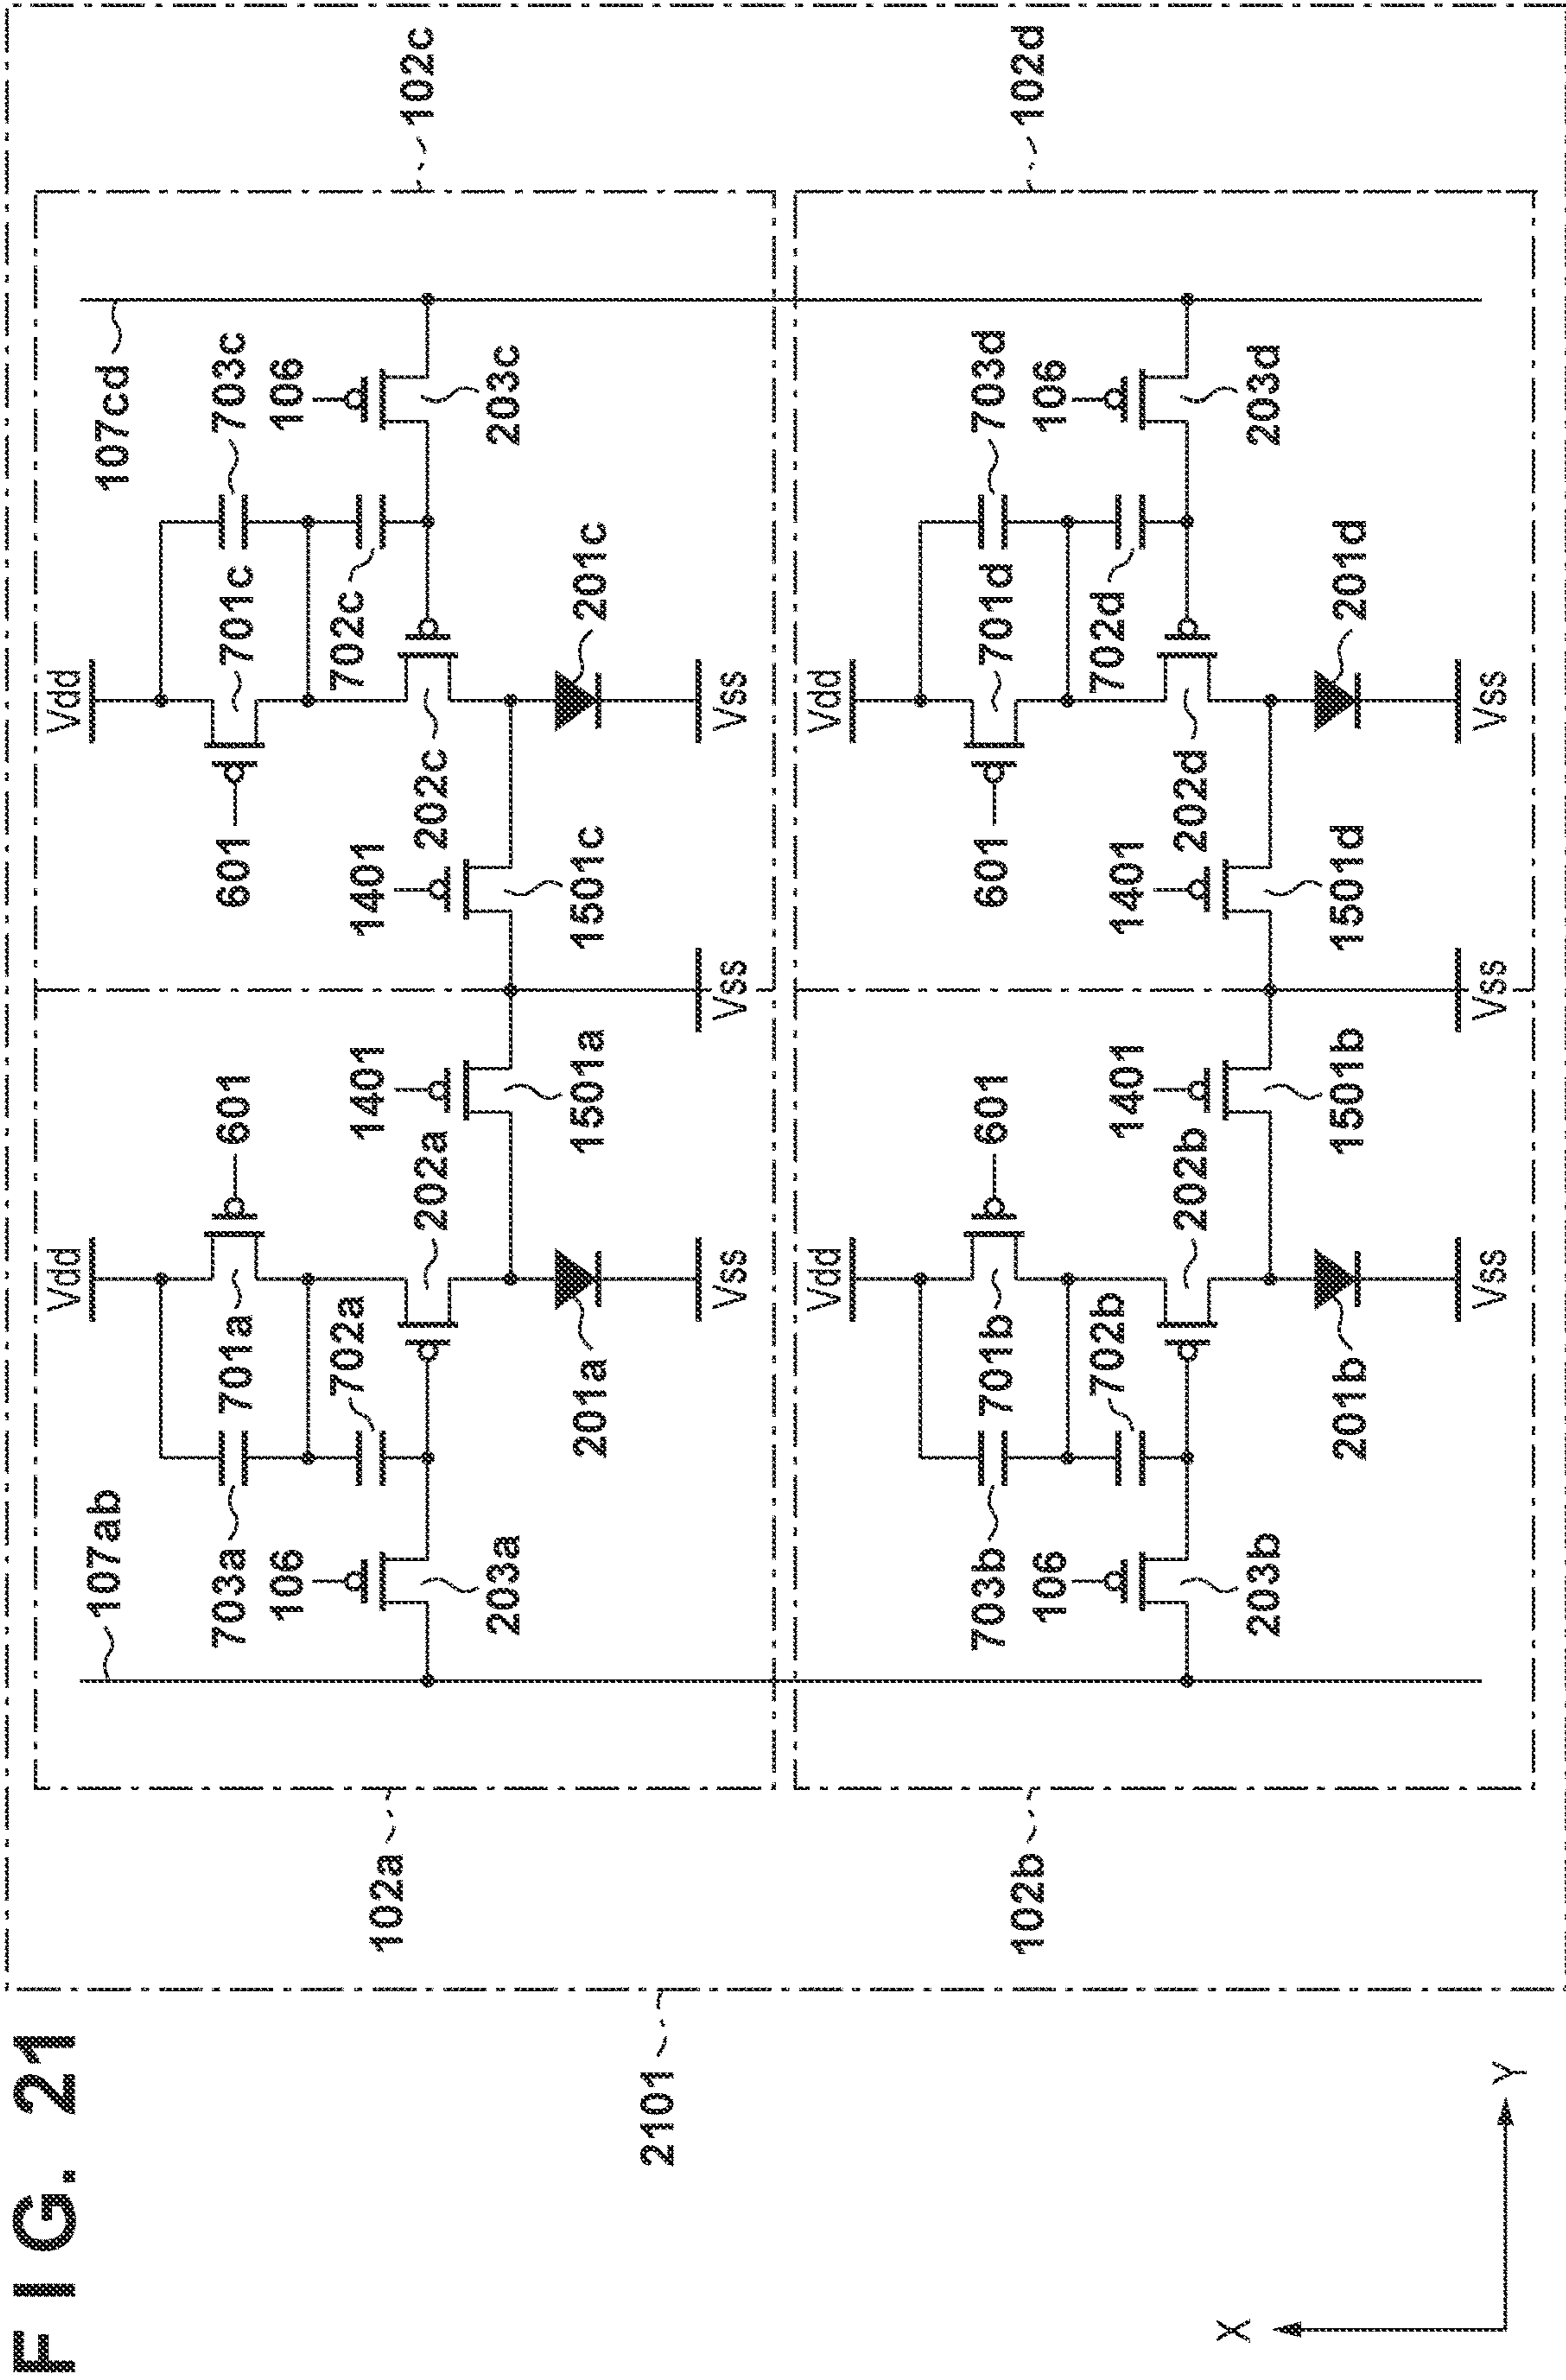 FIG. 21
Vdd
Vdd
107ab
107cd
703a
701a
601
601
701c
703c
106
106
702a
1401
1401
702c
102a
102c
202a
202c
203a
203c
201a
1501a
1501c
201c
2101
Vss
Vss
Vss
Vdd
Vdd
703b
701b
601
601
701d
703d
102b
106
106
102d
702b
1401
1401
702d
202b
202d
203b
203d
201b
1501b
1501d
201d
X
Y
Vss
Vss
Vss